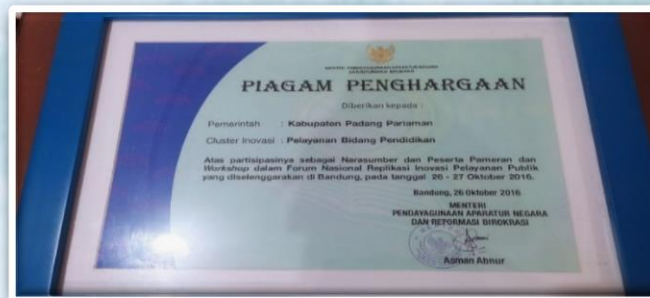 PIAGAM PENGHARGAAN
Diberikan kepada :
Pemerintah : Kabupaten Padang Pariaman
Cluster Inovasi : Pelayanan Bidang Pendidikan
Atas partisipasinya sebagai Narasumber dan Peserta Pameran dan
Workshop dalam Forum Nasional Replikasi Inovasi Pelayanan Publik
yang diselenggarakan di Bandung, pada tanggal 26 - 27 Oktober 2016.
Bandung, 26 Oktober 2016
MENTERI
PENDAYAGUNAAN APARATUR NEGARA
DAN REFORMASI BIROKRASI
Asman Abnur